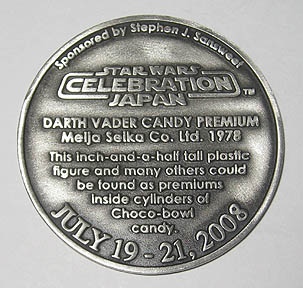 Sponsored by Stephen J. Sansweet
STAR WARS
CELEBRATION
JAPAN
TM
DARTH VADER CANDY PREMIUM
Meija Seika Co. Ltd. 1978
This inch-and-a-half tall plastic
figure and many others could
be found as premiums
inside cylinders of
Choco-bowl
candy.
JULY 19 - 21, 2008